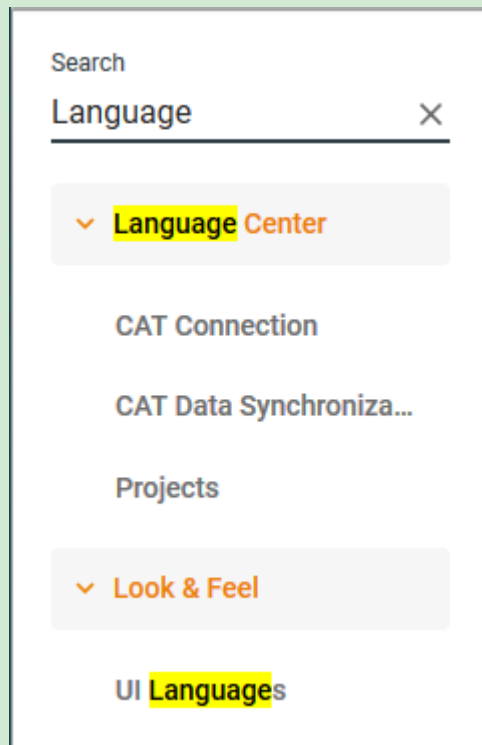 Search
Language
Language Center
CAT Connection
CAT Data Synchroniza...
Projects
Look & Feel
UI Languages